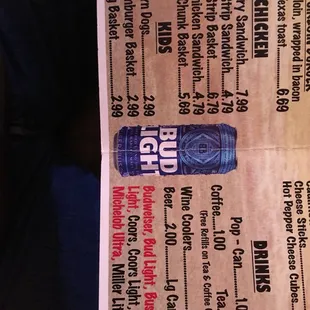 wrapped in bacon
Texas toast..........6.69
CHICKEN
ry Sandwich.......7.99
Strip Sandwich..4.79
trip Basket........6.79
hicken Sandwich.4.79
Chunk Basket......5.69
KIDS
rn Dogs............2.99
mburger Basket.....2.99
g Basket............2.99
BUD
LIGHT
Cheese Sticks
Hot Pepper Cheese Cubes
DRINKS
Pop - Can.........1.0
Coffee.....1.00 Tea
(Free Refills on Tea & Coffee
Wine Coolers
Beer........2.00 Lg Ca
Budweiser, Bud Light, Bus
Light, Coors, Coors Light,
Michelob Ultra, Miller Lit